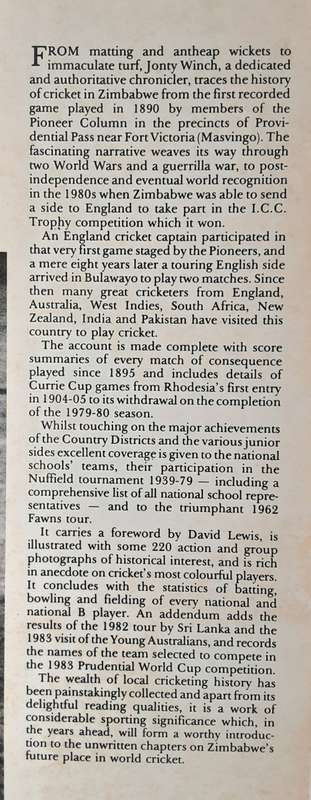 FROM matting and antheap wickets to
immaculate turf, Jonty Winch, a dedicated
and authoritative chronicler, traces the history
of cricket in Zimbabwe from the first recorded
game played in 1890 by members of the
Pioneer Column in the precincts of Provi-
dential Pass near Fort Victoria (Masvingo). The
fascinating narrative weaves its way through
two World Wars and a guerrilla war, to post-
independence and eventual world recognition
in the 1980s when Zimbabwe was able to send
a side to England to take part in the I.C.C.
Trophy competition which it won.
An England cricket captain participated in
that very first game staged by the Pioneers, and
a mere eight years later a touring English side
arrived in Bulawayo to play two matches. Since
then many great cricketers from England,
Australia, West Indies, South Africa, New
Zealand, India and Pakistan have visited this
country to play cricket.
The account is made complete with score
summaries of every match of consequence
played since 1895 and includes details of
Currie Cup games from Rhodesia's first entry
in 1904-05 to its withdrawal on the completion
of the 1979-80 season.
Whilst touching on the major achievements
of the Country Districts and the various junior
sides excellent coverage is given to the national
schools' teams, their participation in the
Nuffield tournament 1939-79 — including a
comprehensive list of all national school repre-
sentatives — and to the triumphant 1962
Fawns tour.
It carries a foreword by David Lewis, is
illustrated with some 220 action and group
photographs of historical interest, and is rich
in anecdote on cricket's most colourful players.
It concludes with the statistics of batting,
bowling and fielding of every national and
national B player. An addendum adds the
results of the 1982 tour by Sri Lanka and the
1983 visit of the Young Australians, and records
the names of the team selected to compete in
the 1983 Prudential World Cup competition.
The wealth of local cricketing history has
been painstakingly collected and apart from its
delightful reading qualities, it is a work of
considerable sporting significance which, in
the years ahead, will form a worthy introduc-
tion to the unwritten chapters on Zimbabwe's
future place in world cricket.